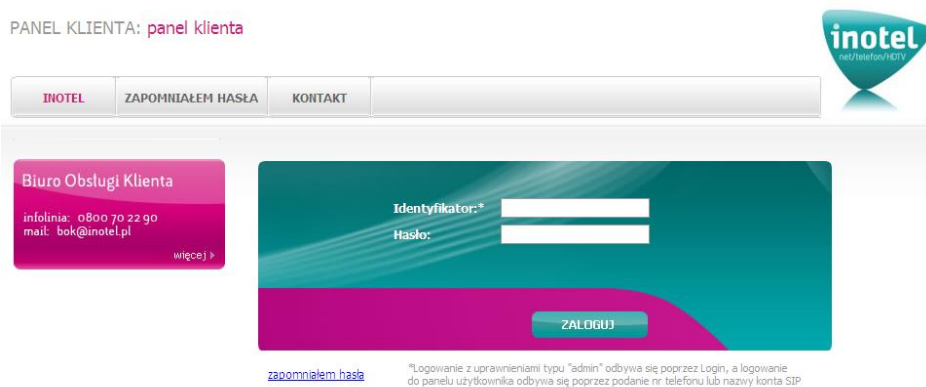 PANEL KLIENTA: panel klienta
inotel
net/telefon/HDTV
INOTEL
ZAPOMNIAŁEM HASŁA
KONTAKT
Biuro Obsługi Klienta
infolinia: 0800 70 22 90
mail: bok@inotel.pl
więcej
Identyfikator:*
Hasło:
ZALOGUJ
zapomniałem hasła
*Logowanie z uprawnieniami typu "admin" odbywa się poprzez Login, a logowanie
do panelu użytkownika odbywa się poprzez podanie nr telefonu lub nazwy konta SIP